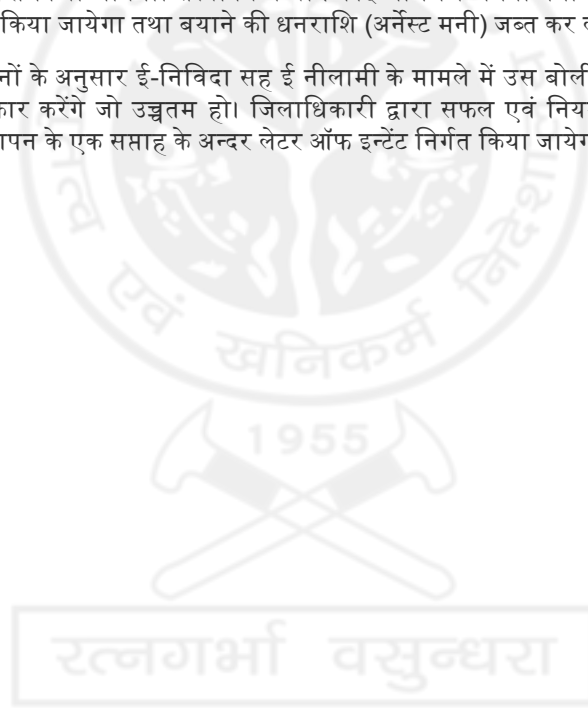 किया जायेगा तथा बयाने की धनराशि (अर्नेस्ट मनी) जब्त कर
नों के अनुसार ई-निविदा सह ई नीलामी के मामले में उस बोली
कार करेंगे जो उच्चतम हो। जिलाधिकारी द्वारा सफल एवं निय
ापन के एक सप्ताह के अन्दर लेटर ऑफ इन्टेंट निर्गत किया जायेग
एवं खनिकर्म निदेशा
1955
रत्नगर्भा वसुन्धरा